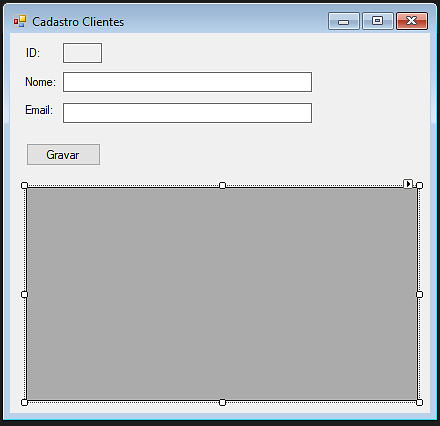 Cadastro Clientes
ID:
Nome:
Email:
Gravar